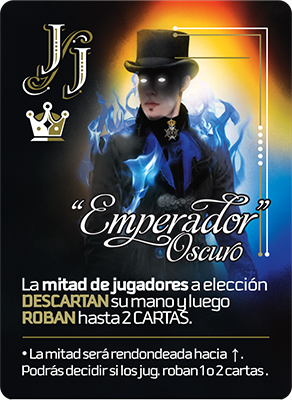 JJ
“Emperador”
Oscuro
La mitad de jugadores a elección
DESCARTAN su mano y luego
ROBAN hasta 2 CARTAS.
• La mitad será rendondeada hacia ↑.
Podrás decidir si los jug. roban 1 o 2 cartas.